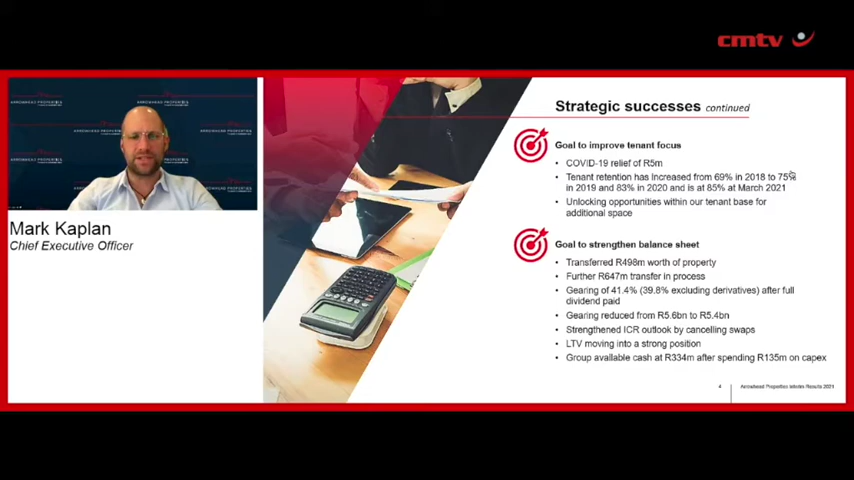 cmtv
ARROWHEAD PROPERTIES
Mark Kaplan
Chief Executive Officer
Strategic successes continued
Goal to improve tenant focus
• COVID-19 relief of R5m
• Tenant retention has Increased from 69% in 2018 to 75%
in 2019 and 83% in 2020 and is at 85% at March 2021
• Unlocking opportunities within our tenant base for
additional space
Goal to strengthen balance sheet
• Transferred R498m worth of property
• Further R647m transfer in process
• Gearing of 41.4% (39.8% excluding derivatives) after full
dividend paid
• Gearing reduced from R5.6bn to R5.4bn
• Strengthened ICR outlook by cancelling swaps
• LTV moving into a strong position
• Group available cash at R334m after spending R135m on capex
4
Arrowhead Properties Interim Results 2021